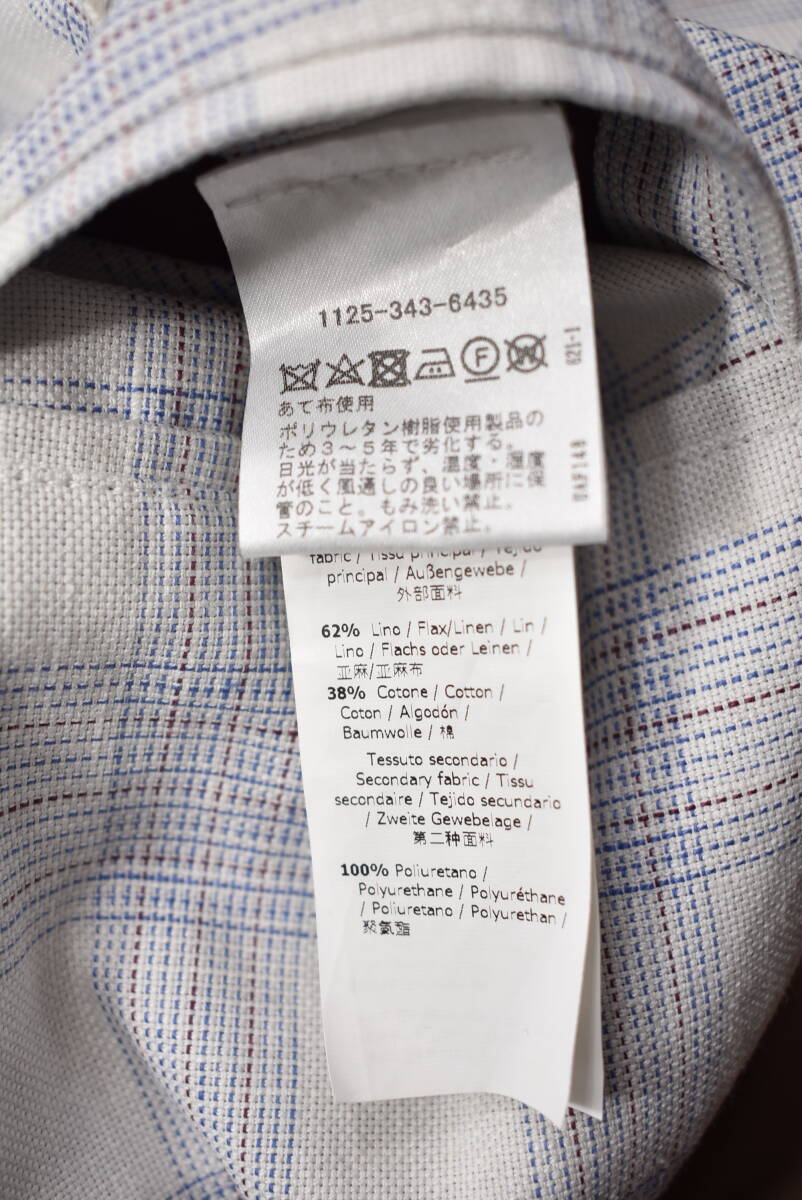 1125-343-6435
F W
621-1
あて布使用
ポリウレタン樹脂使用製品の
ため3〜5年で劣化する。
日光が当たらず、温度・湿度
が低く風通しの良い場所に保
管のこと。もみ洗い禁止。
スチームアイロン禁止。
fabric / Tissu principal / Tejido
principal / Außengewebe /
外部面料
62% Lino / Flax/Linen / Lin /
Lino / Flachs oder Leinen /
亚麻/亚麻布
38% Cotone / Cotton /
Coton / Algodón /
Baumwolle / 棉
Tessuto secondario /
Secondary fabric / Tissu
secondaire / Tejido secundario
/ Zweite Gewebelage /
第二种面料
100% Poliuretano /
Polyurethane / Polyuréthane
/ Poliuretano / Polyurethan /
聚氨酯